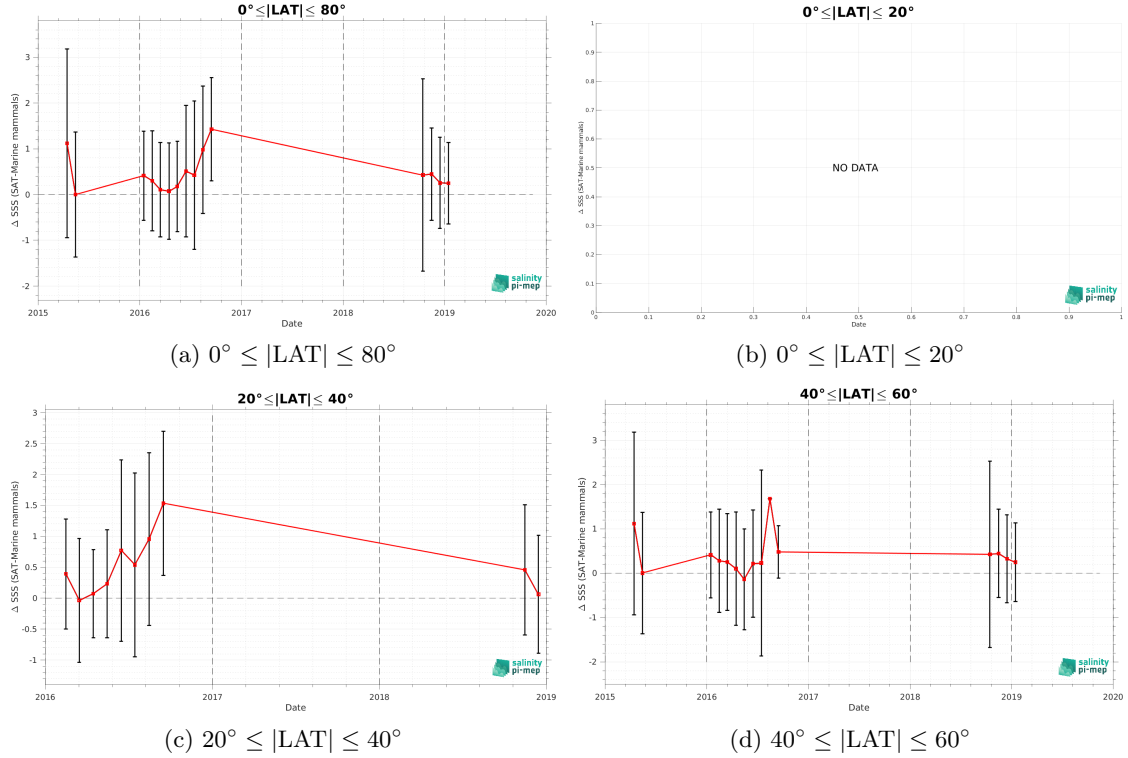 0°≤|LAT|≤ 80°
Δ SSS (SAT-Marine mammals)
3
2
1
0
-1
-2
2015
2016
2017
2018
2019
2020
Date
salinity
pi-mep
(a) 0° ≤ |LAT| ≤ 80°
0°≤|LAT|≤ 20°
Δ SSS (SAT-Marine mammals)
1
0.9
0.8
0.7
0.6
0.5
0.4
0.3
0.2
0.1
0
NO DATA
0
0.1
0.2
0.3
0.4
0.5
0.6
0.7
0.8
0.9
1
Date
salinity
pi-mep
(b) 0° ≤ |LAT| ≤ 20°
20°≤|LAT|≤ 40°
Δ SSS (SAT-Marine mammals)
3
2.5
2
1.5
1
0.5
0
-0.5
-1
2016
2017
2018
2019
Date
salinity
pi-mep
(c) 20° ≤ |LAT| ≤ 40°
40°≤|LAT|≤ 60°
Δ SSS (SAT-Marine mammals)
3
2
1
0
-1
-2
2015
2016
2017
2018
2019
2020
Date
salinity
pi-mep
(d) 40° ≤ |LAT| ≤ 60°